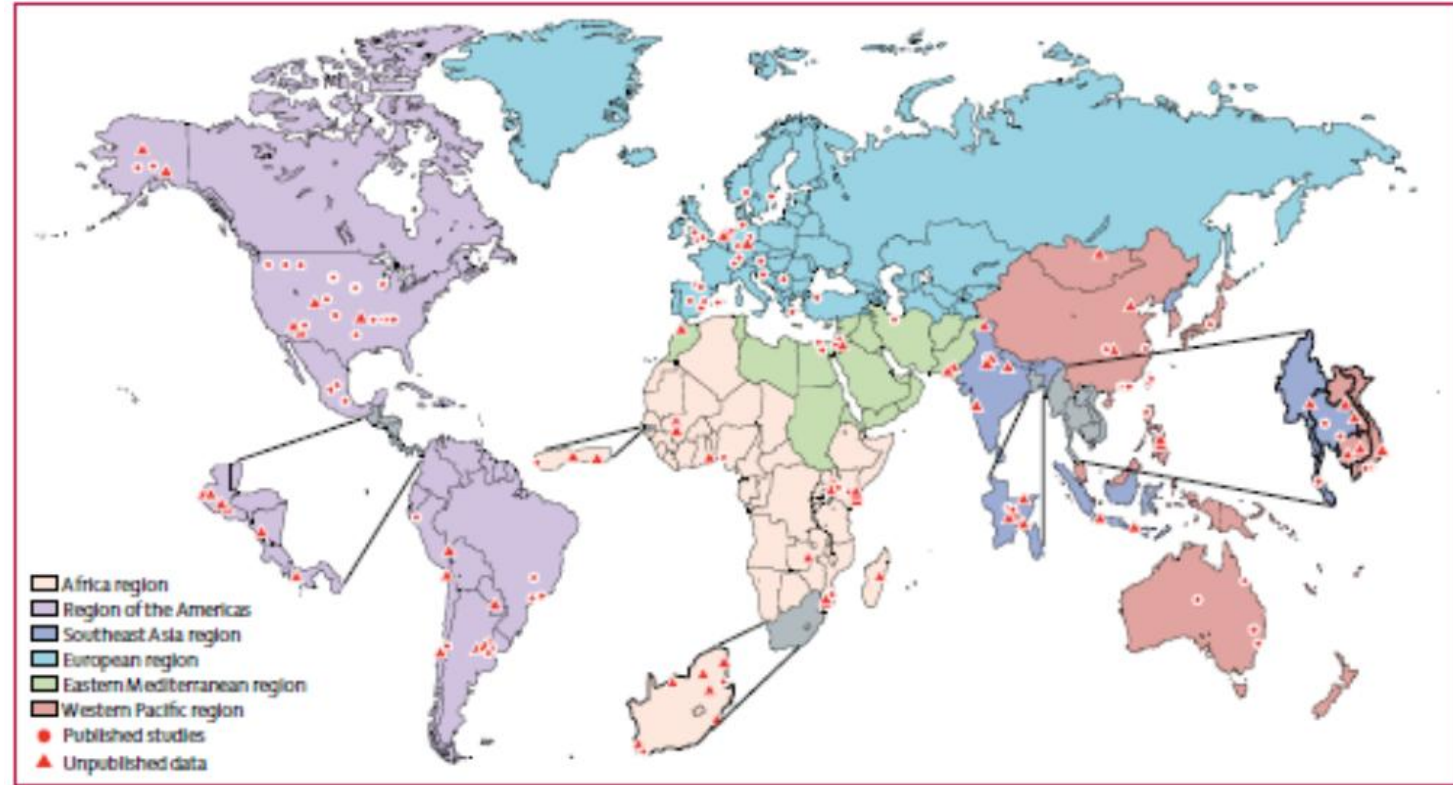 Africa region
Region of the Americas
Southeast Asia region
European region
Eastern Mediterranean region
Western Pacific region
Published studies
Unpublished data